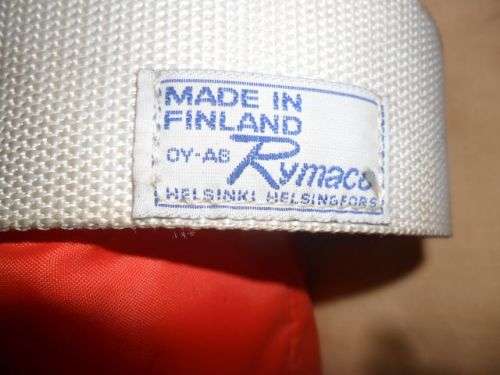 MADE IN
FINLAND
OY-AB Rymaco
HELSINKI HELSINGFORS